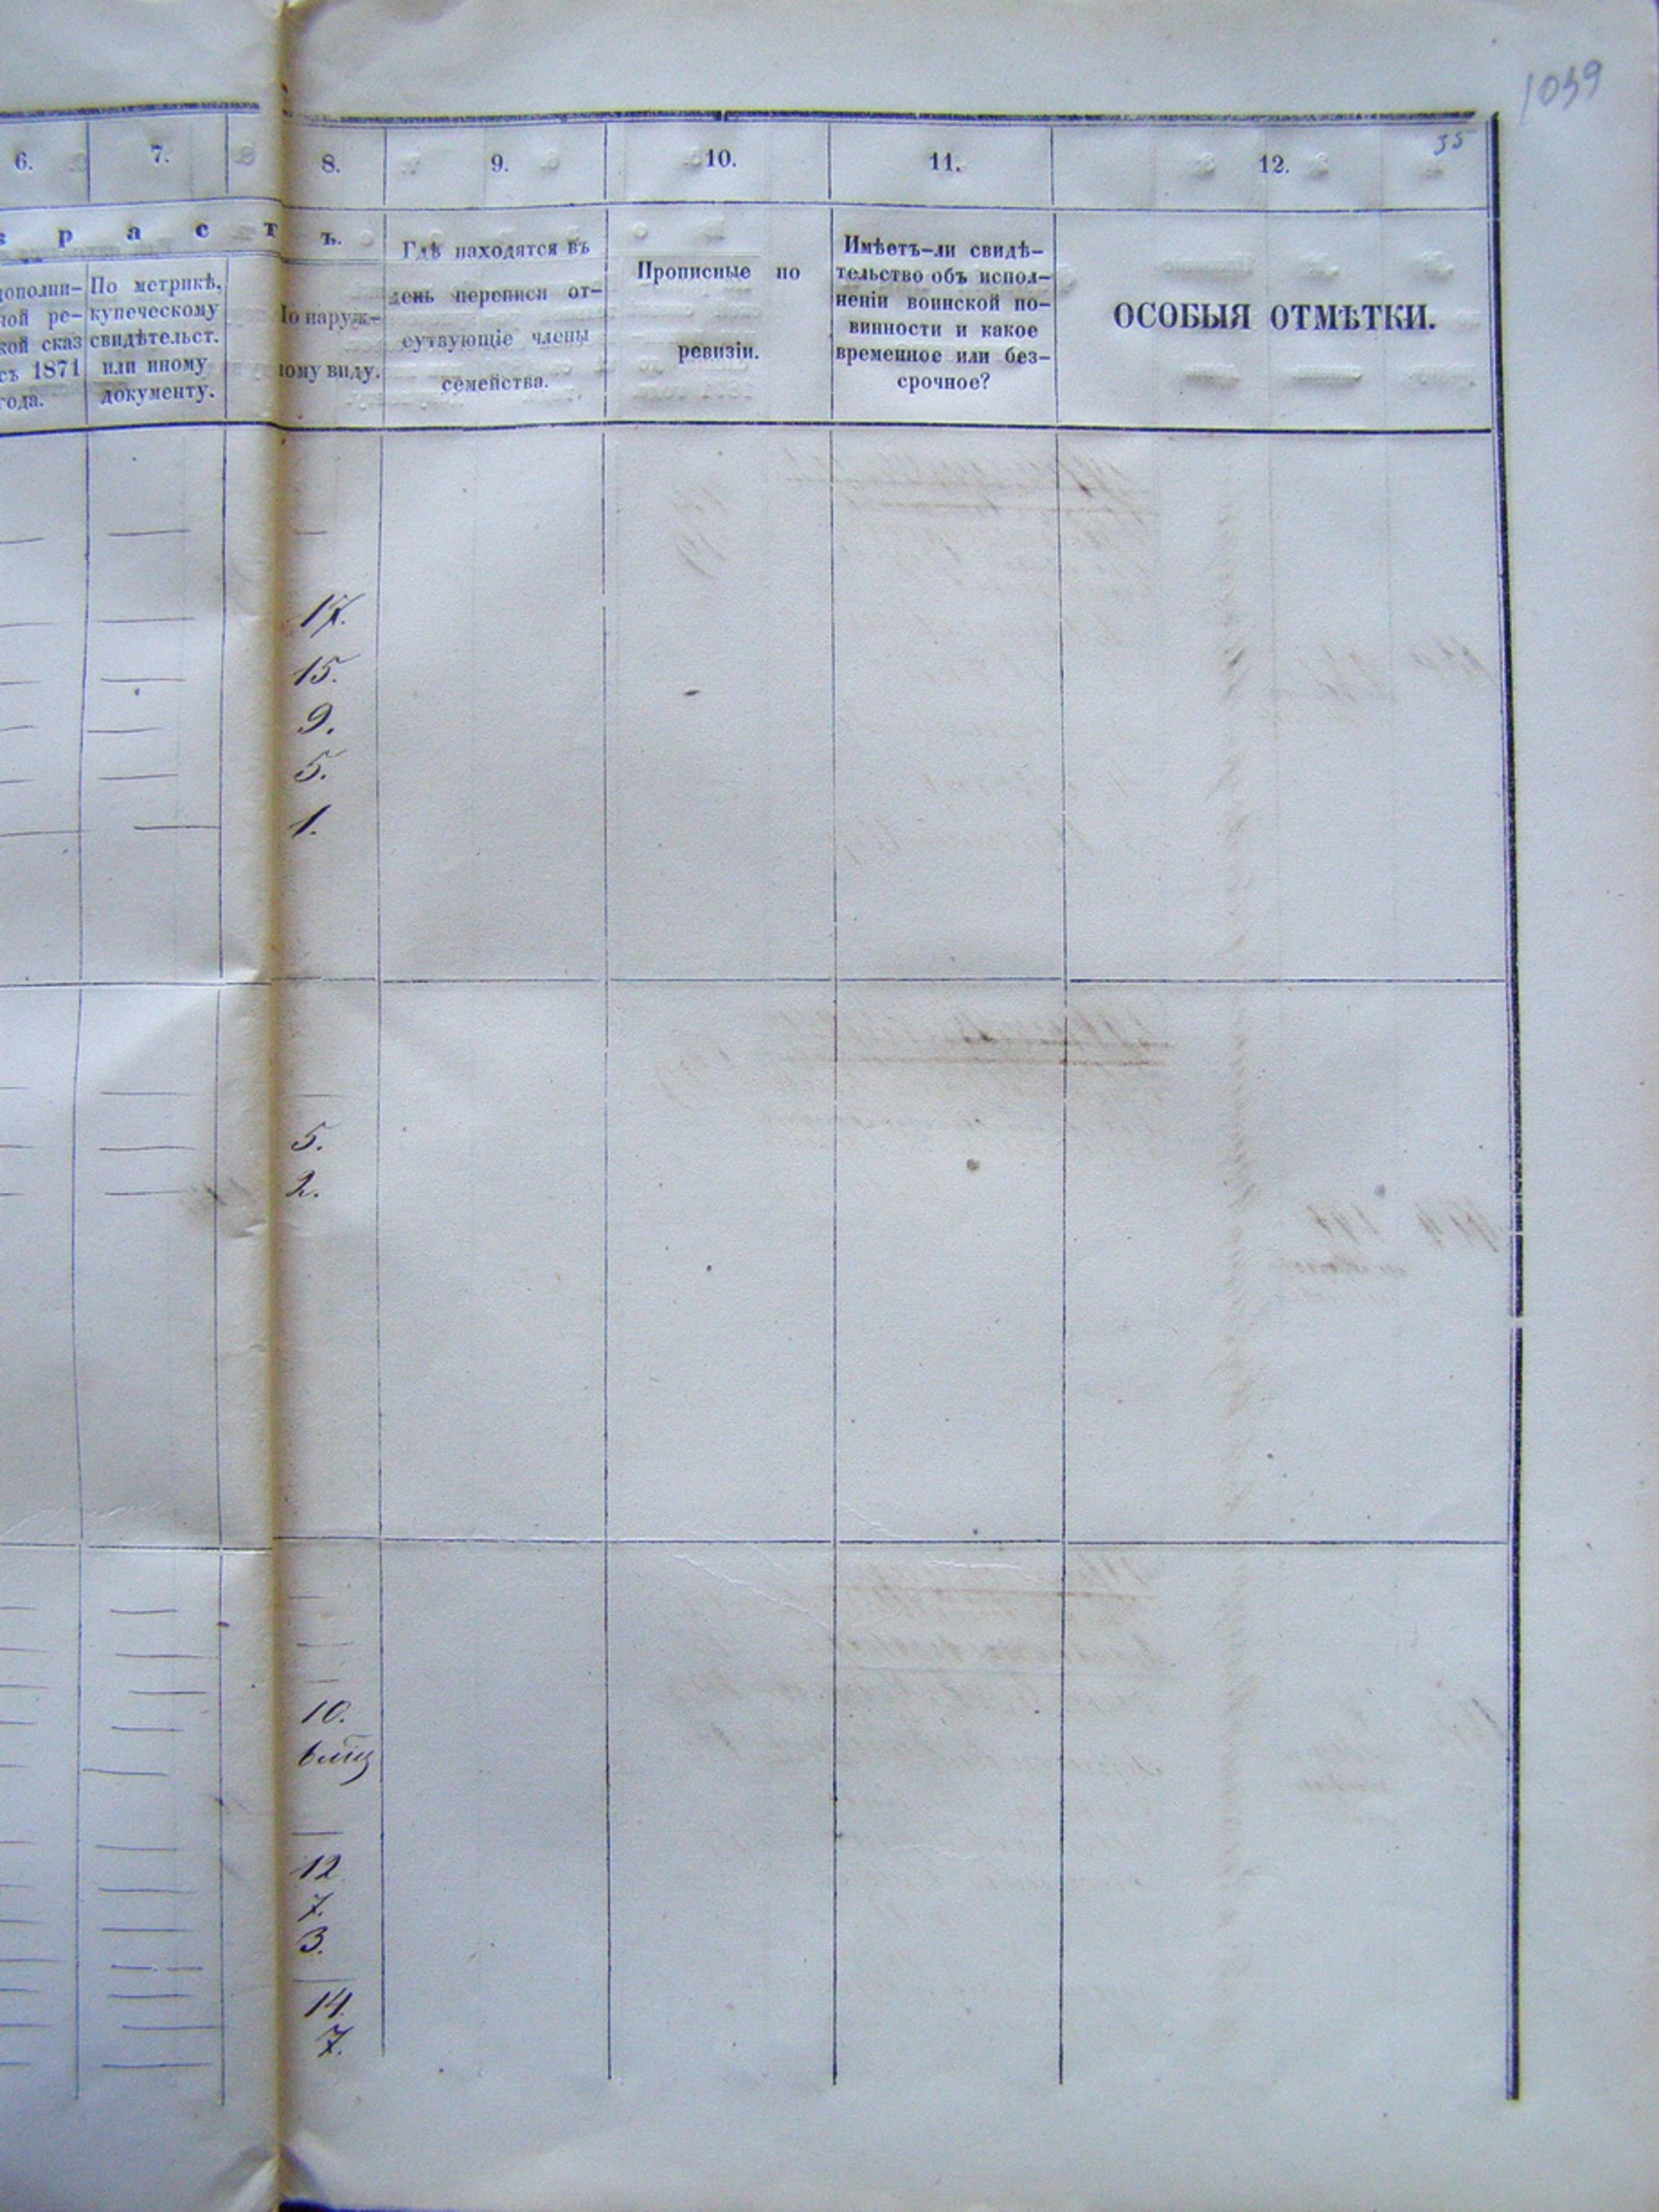 1039
35
6. 7. 8. 9. 10. 11. 12.
р а с т ъ.
дополни-
ной ре-
кой сказ
съ 1871
года.
По метрикѣ,
купеческому
свидѣтельст.
или иному
документу.
По наруж-
ному виду.
Гдѣ находятся въ
день переписи от-
сутвующіе члены
семейства.
Прописные по
ревизіи.
Имѣетъ-ли свидѣ-
тельство объ испол-
неніи воинской по-
винности и какое
временное или без-
срочное?
ОСОБЫЯ ОТМѢТКИ.
—
17.
15.
9.
5.
1.
—
5.
2.
—
—
—
10.
—
12.
7.
3.
—
14.
7.